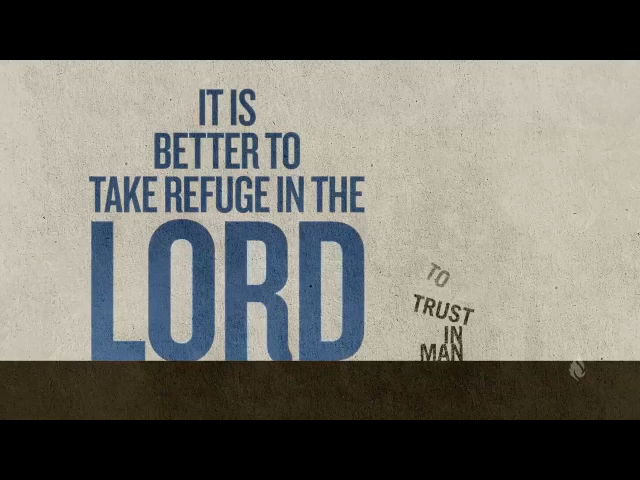 IT IS
BETTER TO
TAKE REFUGE IN THE
LORD
TO
TRUST
IN
MAN